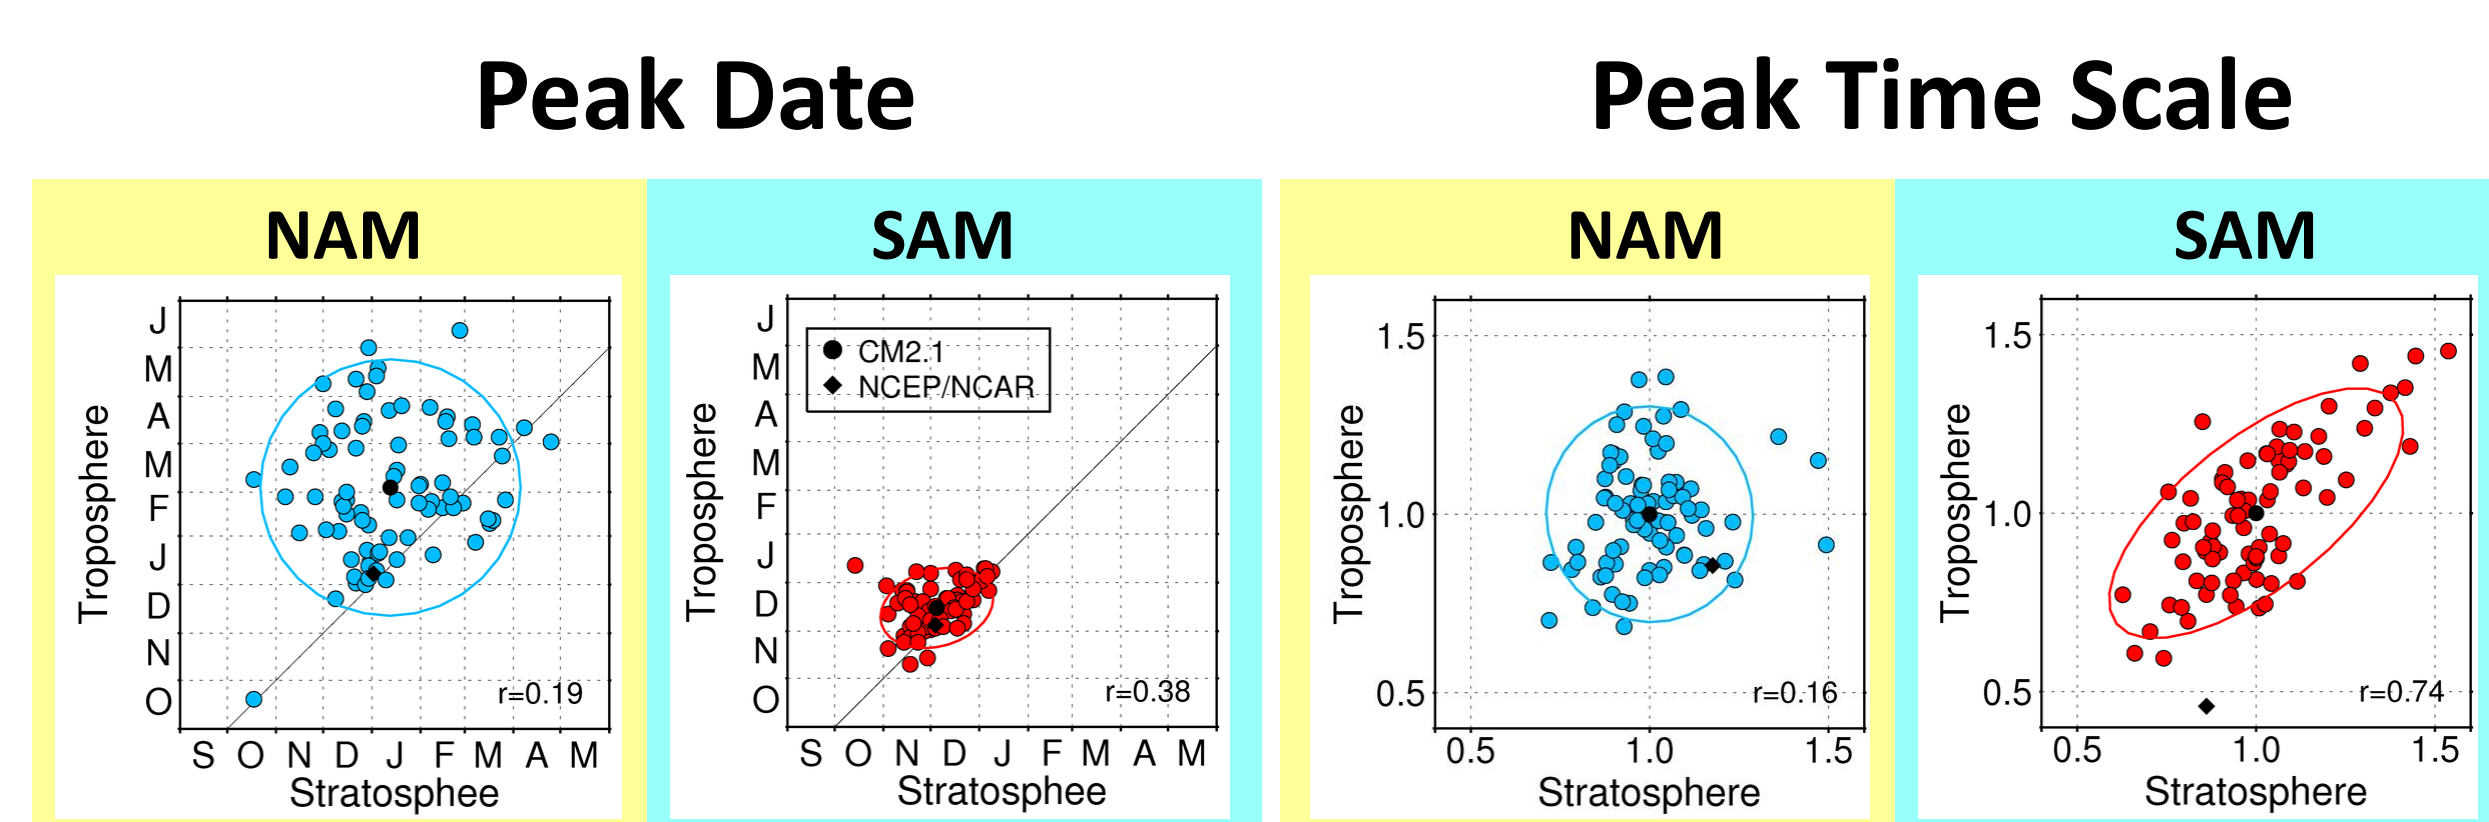 Peak Date
Peak Time Scale
NAM
SAM
NAM
SAM
J
M
A
M
F
J
D
N
O
Troposphere
r=0.19
S O N D J F M A M
Stratosphee
J
M
A
M
F
J
D
N
O
Troposphere
CM2.1
NCEP/NCAR
r=0.38
S O N D J F M A M
Stratosphee
1.5
1.0
0.5
Troposphere
r=0.16
0.5 1.0 1.5
Stratosphere
1.5
1.0
0.5
Troposphere
r=0.74
0.5 1.0 1.5
Stratosphere